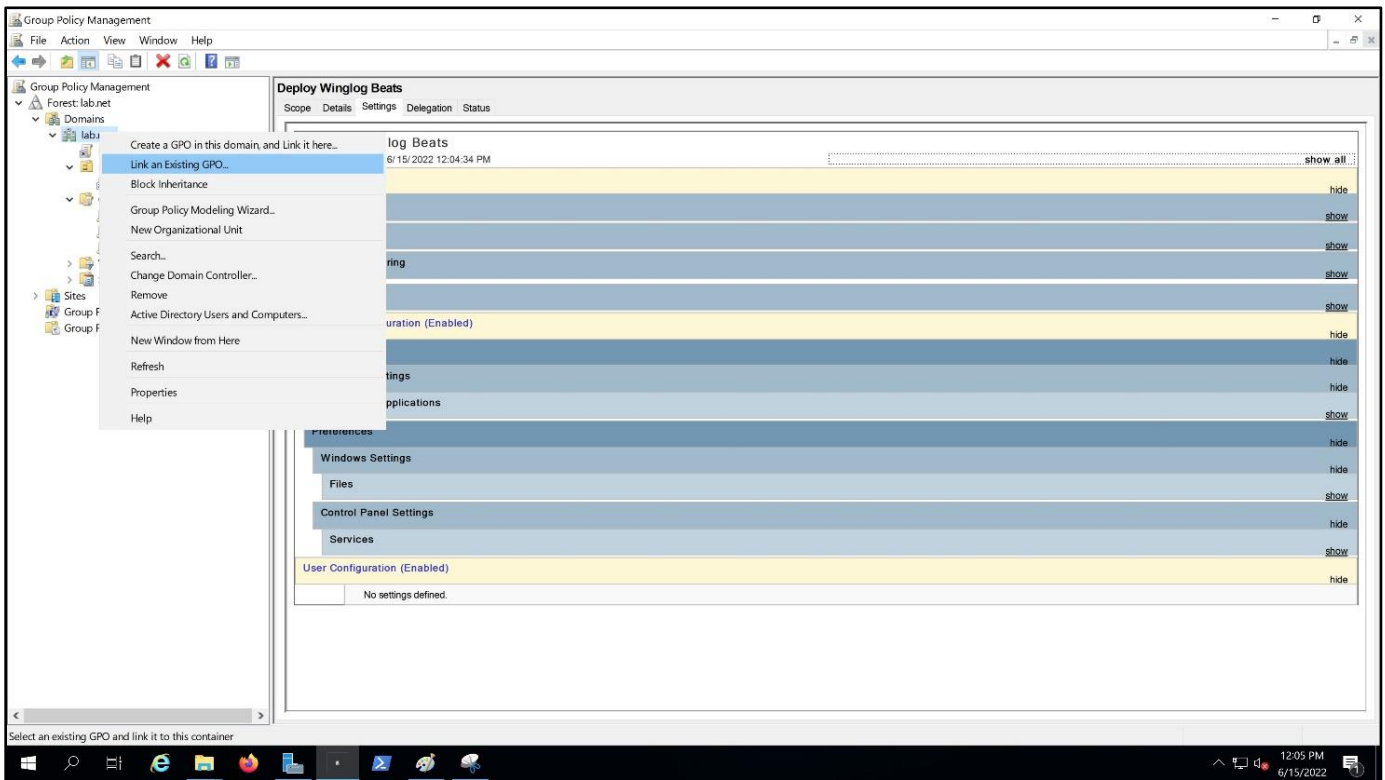 Group Policy Management
File Action View Window Help
Group Policy Management
Forest: lab.net
Domains
Sites
Group
Group
Create a GPO in this domain, and Link it here...
Link an Existing GPO...
Block Inheritance
Group Policy Modeling Wizard...
New Organizational Unit
Search...
Change Domain Controller...
Remove
Active Directory Users and Computers...
New Window from Here
Refresh
Properties
Help
Deploy Winglog Beats
Scope Details Settings Delegation Status
log Beats
6/15/2022 12:04:34 PM
show all
hide
show
show
ring
show
show
uration (Enabled)
hide
hide
tings
hide
pplications
show
Preferences
hide
Windows Settings
hide
Files
show
Control Panel Settings
hide
Services
show
User Configuration (Enabled)
hide
No settings defined.
Select an existing GPO and link it to this container
12:05 PM
6/15/2022